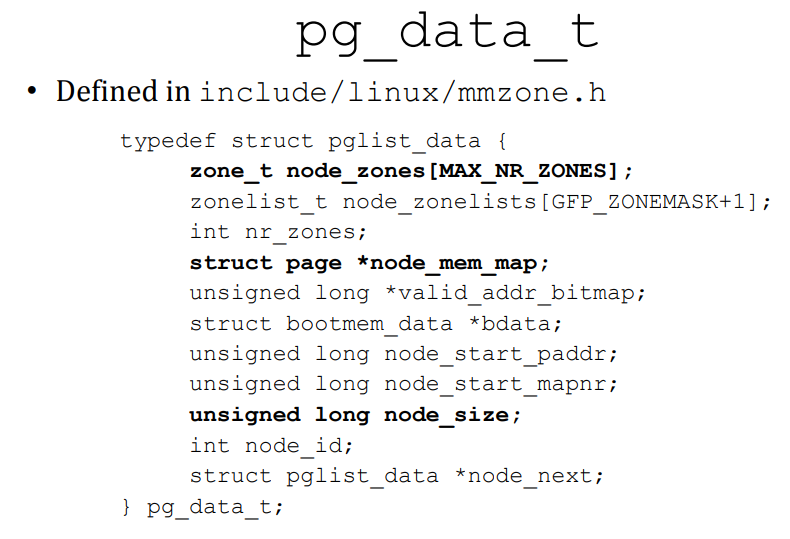 pg_data_t
• Defined in include/linux/mmzone.h
typedef struct pglist_data {
zone_t node_zones[MAX_NR_ZONES];
zonelist_t node_zonelists[GFP_ZONEMASK+1];
int nr_zones;
struct page *node_mem_map;
unsigned long *valid_addr_bitmap;
struct bootmem_data *bdata;
unsigned long node_start_paddr;
unsigned long node_start_mapnr;
unsigned long node_size;
int node_id;
struct pglist_data *node_next;
} pg_data_t;